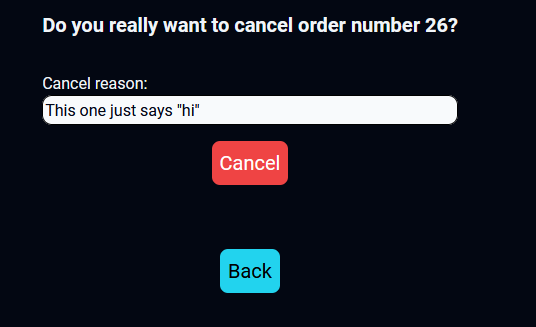 Do you really want to cancel order number 26?
Cancel reason:
This one just says "hi"
Cancel
Back